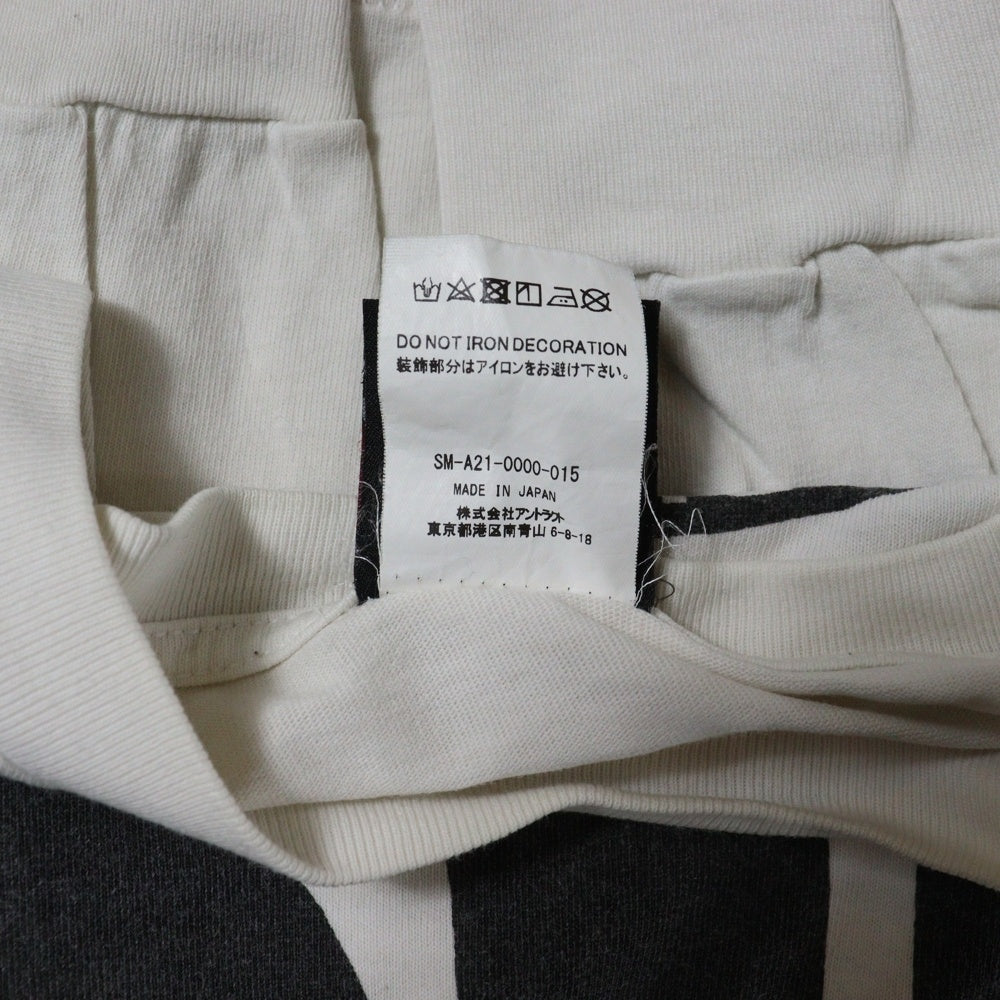 DO NOT IRON DECORATION
装飾部分はアイロンをお避け下さい。
SM-A21-0000-015
MADE IN JAPAN
株式会社アントラクト
東京都港区南青山 6-8-18